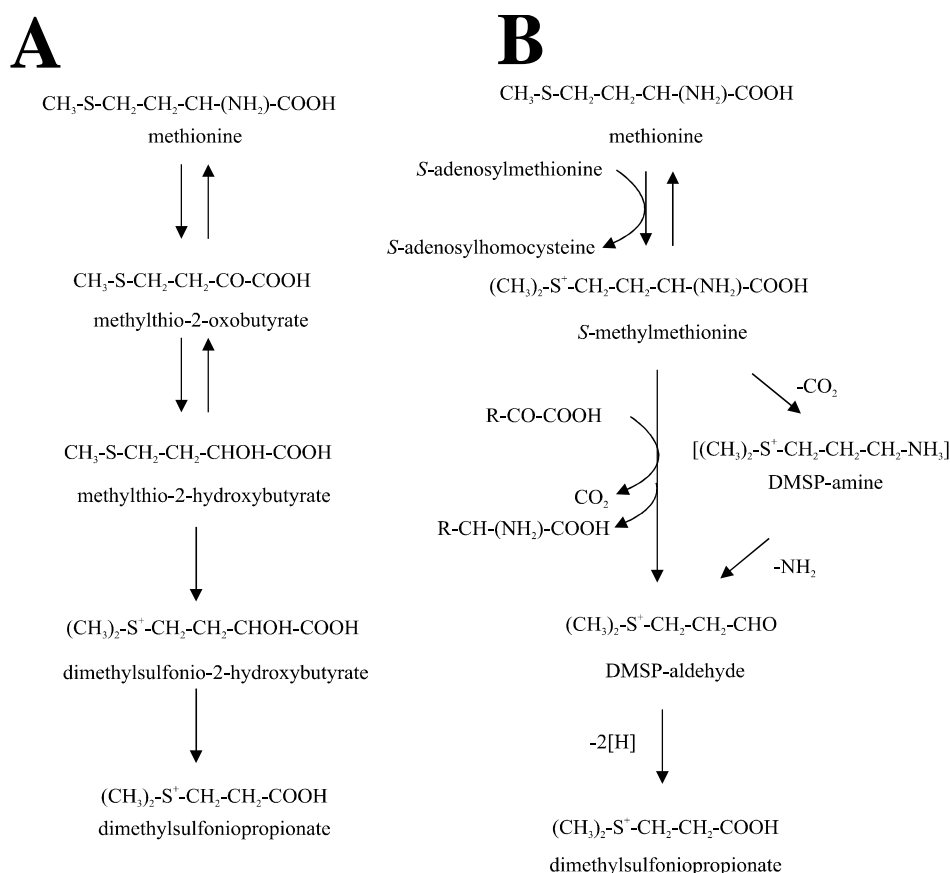 A
CH₃-S-CH₂-CH₂-CH-(NH₂)-COOH
methionine
CH₃-S-CH₂-CH₂-CO-COOH
methylthio-2-oxobutyrate
CH₃-S-CH₂-CH₂-CHOH-COOH
methylthio-2-hydroxybutyrate
(CH₃)₂-S⁺-CH₂-CH₂-CHOH-COOH
dimethylsulfonio-2-hydroxybutyrate
(CH₃)₂-S⁺-CH₂-CH₂-COOH
dimethylsulfoniopropionate
B
CH₃-S-CH₂-CH₂-CH-(NH₂)-COOH
methionine
S-adenosylmethionine
S-adenosylhomocysteine
(CH₃)₂-S⁺-CH₂-CH₂-CH-(NH₂)-COOH
S-methylmethionine
-CO₂
R-CO-COOH
[(CH₃)₂-S⁺-CH₂-CH₂-CH₂-NH₃]
DMSP-amine
CO₂
R-CH-(NH₂)-COOH
-NH₂
(CH₃)₂-S⁺-CH₂-CH₂-CHO
DMSP-aldehyde
-2[H]
(CH₃)₂-S⁺-CH₂-CH₂-COOH
dimethylsulfoniopropionate